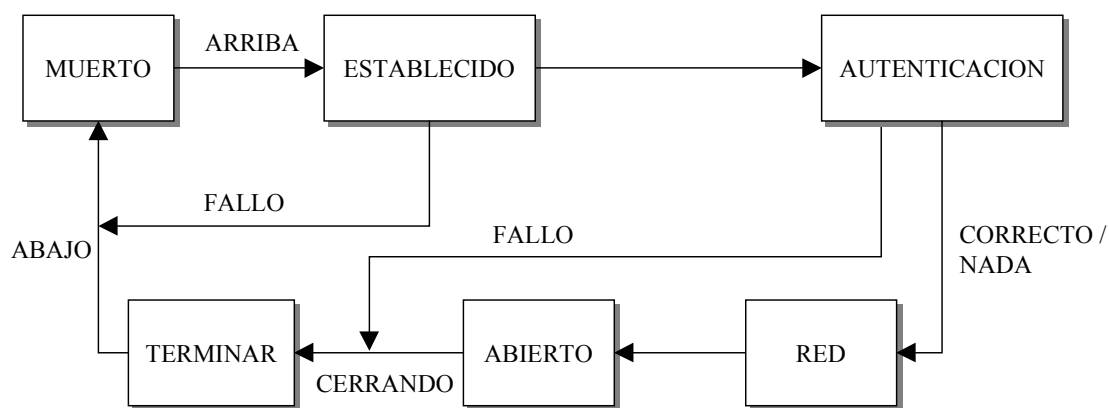 ARRIBA
MUERTO
ESTABLECIDO
AUTENTICACION
FALLO
FALLO
CORRECTO /
NADA
ABAJO
TERMINAR
ABIERTO
RED
CERRANDO